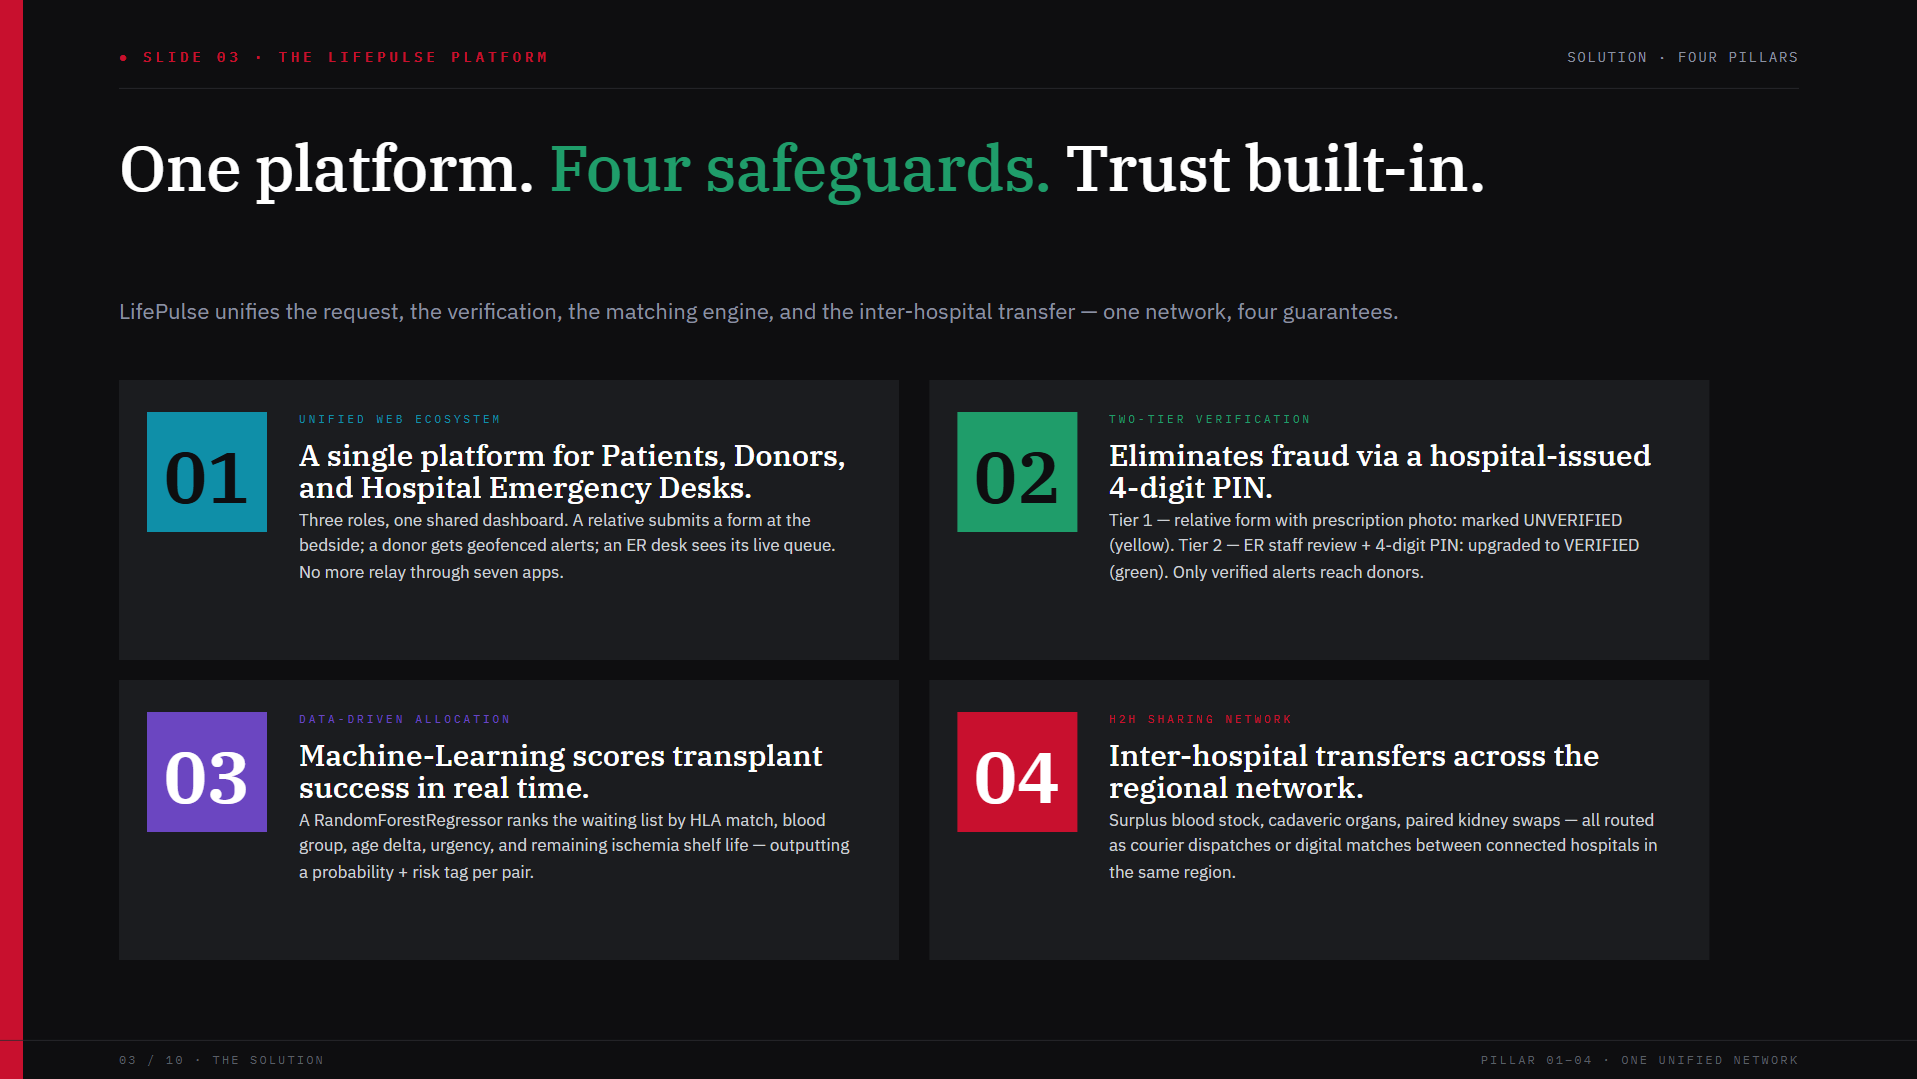 • SLIDE 03 · THE LIFEPULSE PLATFORM
SOLUTION · FOUR PILLARS
One platform. Four safeguards. Trust built-in.
LifePulse unifies the request, the verification, the matching engine, and the inter-hospital transfer — one network, four guarantees.
01
UNIFIED WEB ECOSYSTEM
A single platform for Patients, Donors,
and Hospital Emergency Desks.
Three roles, one shared dashboard. A relative submits a form at the
bedside; a donor gets geofenced alerts; an ER desk sees its live queue.
No more relay through seven apps.
02
TWO-TIER VERIFICATION
Eliminates fraud via a hospital-issued
4-digit PIN.
Tier 1 — relative form with prescription photo: marked UNVERIFIED
(yellow). Tier 2 — ER staff review + 4-digit PIN: upgraded to VERIFIED
(green). Only verified alerts reach donors.
03
DATA-DRIVEN ALLOCATION
Machine-Learning scores transplant
success in real time.
A RandomForestRegressor ranks the waiting list by HLA match, blood
group, age delta, urgency, and remaining ischemia shelf life — outputting
a probability + risk tag per pair.
04
H2H SHARING NETWORK
Inter-hospital transfers across the
regional network.
Surplus blood stock, cadaveric organs, paired kidney swaps — all routed
as courier dispatches or digital matches between connected hospitals in
the same region.
03 / 10 · THE SOLUTION
PILLAR 01—04 · ONE UNIFIED NETWORK